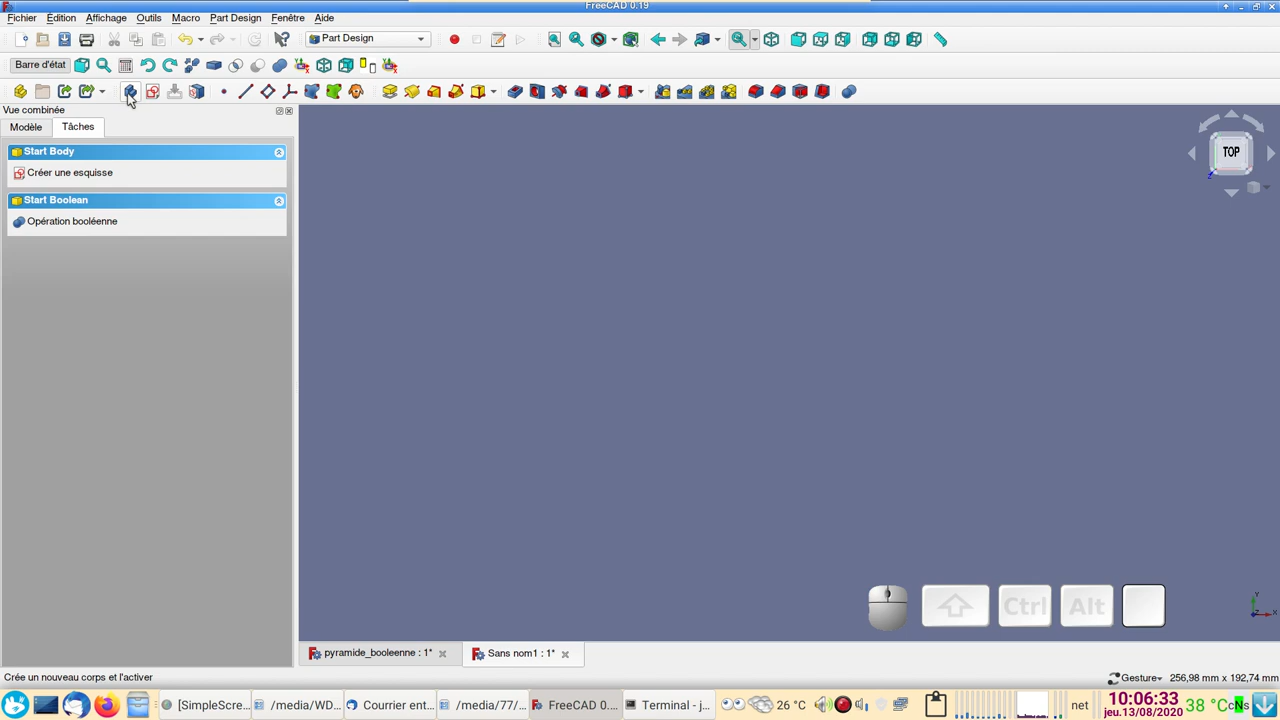 FreeCAD 0.19
Fichier Édition Affichage Outils Macro Part Design Fenêtre Aide
Part Design
Barre d'état
Vue combinée
Modèle Tâches
Start Body
Créer une esquisse
Start Boolean
Opération booléenne
TOP
Ctrl Alt
Y
X
pyramide_booleenne : 1* Sans nom1 : 1*
Crée un nouveau corps et l'activer
Gesture 256,98 mm x 192,74 mm
[SimpleScre... /media/WD... Courrier ent... /media/77/... FreeCAD 0.... Terminal - j... 26 °C net 10:06:33 38 °C
jeu.13/08/2020